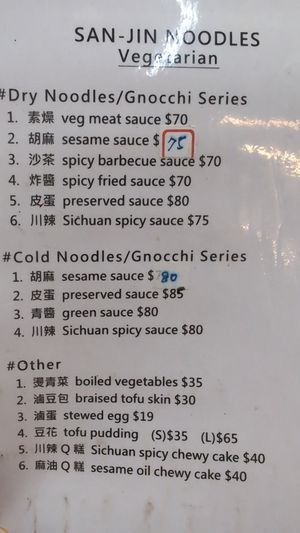 SAN-JIN NOODLES
Vegetarian
#Dry Noodles/Gnocchi Series
1. 素燥 veg meat sauce $70
2. 胡麻 sesame sauce $ 75
3. 沙茶 spicy barbecue sauce $70
4. 炸醬 spicy fried sauce $70
5. 皮蛋 preserved sauce $80
6. 川辣 Sichuan spicy sauce $75
#Cold Noodles/Gnocchi Series
1. 胡麻 sesame sauce $80
2. 皮蛋 preserved sauce $85
3. 青醬 green sauce $80
4. 川辣 Sichuan spicy sauce $80
#Other
1. 燙青菜 boiled vegetables $35
2. 滷豆包 braised tofu skin $30
3. 滷蛋 stewed egg $19
4. 豆花 tofu pudding (S)$35 (L)$65
5. 川辣Q糕 Sichuan spicy chewy cake $40
6. 麻油Q糕 sesame oil chewy cake $40